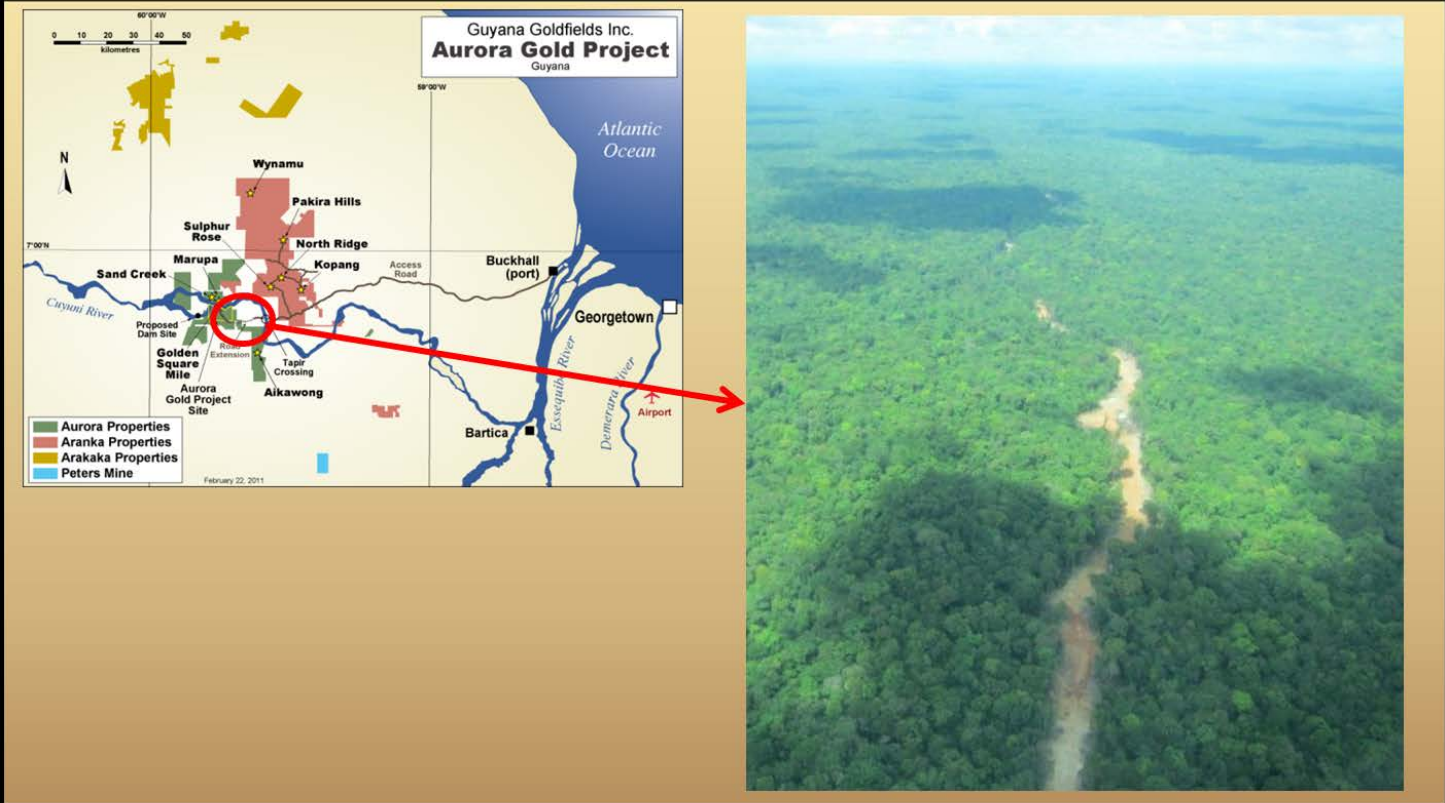 60°00'W
0 10 20 30 40 50
kilometres
Guyana Goldfields Inc.
Aurora Gold Project
Guyana
59°00'W
Atlantic
Ocean
N
Wynamu
Pakira Hills
Sulphur
Rose
North Ridge
7°00'N
Marupa
Kopang
Sand Creek
Access
Road
Buckhall
(port)
Cuyuni River
Georgetown
Proposed
Dam Site
Road
Extension
Golden
Square
Mile
Tapir
Crossing
Aurora
Gold Project
Site
Aikawong
Essequibo River
Demerara River
Airport
Bartica
Aurora Properties
Aranka Properties
Arakaka Properties
Peters Mine
February 22, 2011